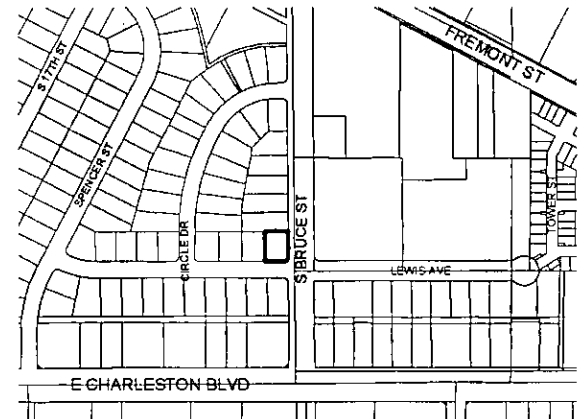 FREMONT ST
S 17TH ST
SPENCER ST
TOWER ST
CIRCLE DR
S BRUCE ST
LEWIS AVE
E CHARLESTON BLVD